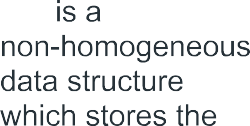 is a
non-homogeneous
data structure
which stores the